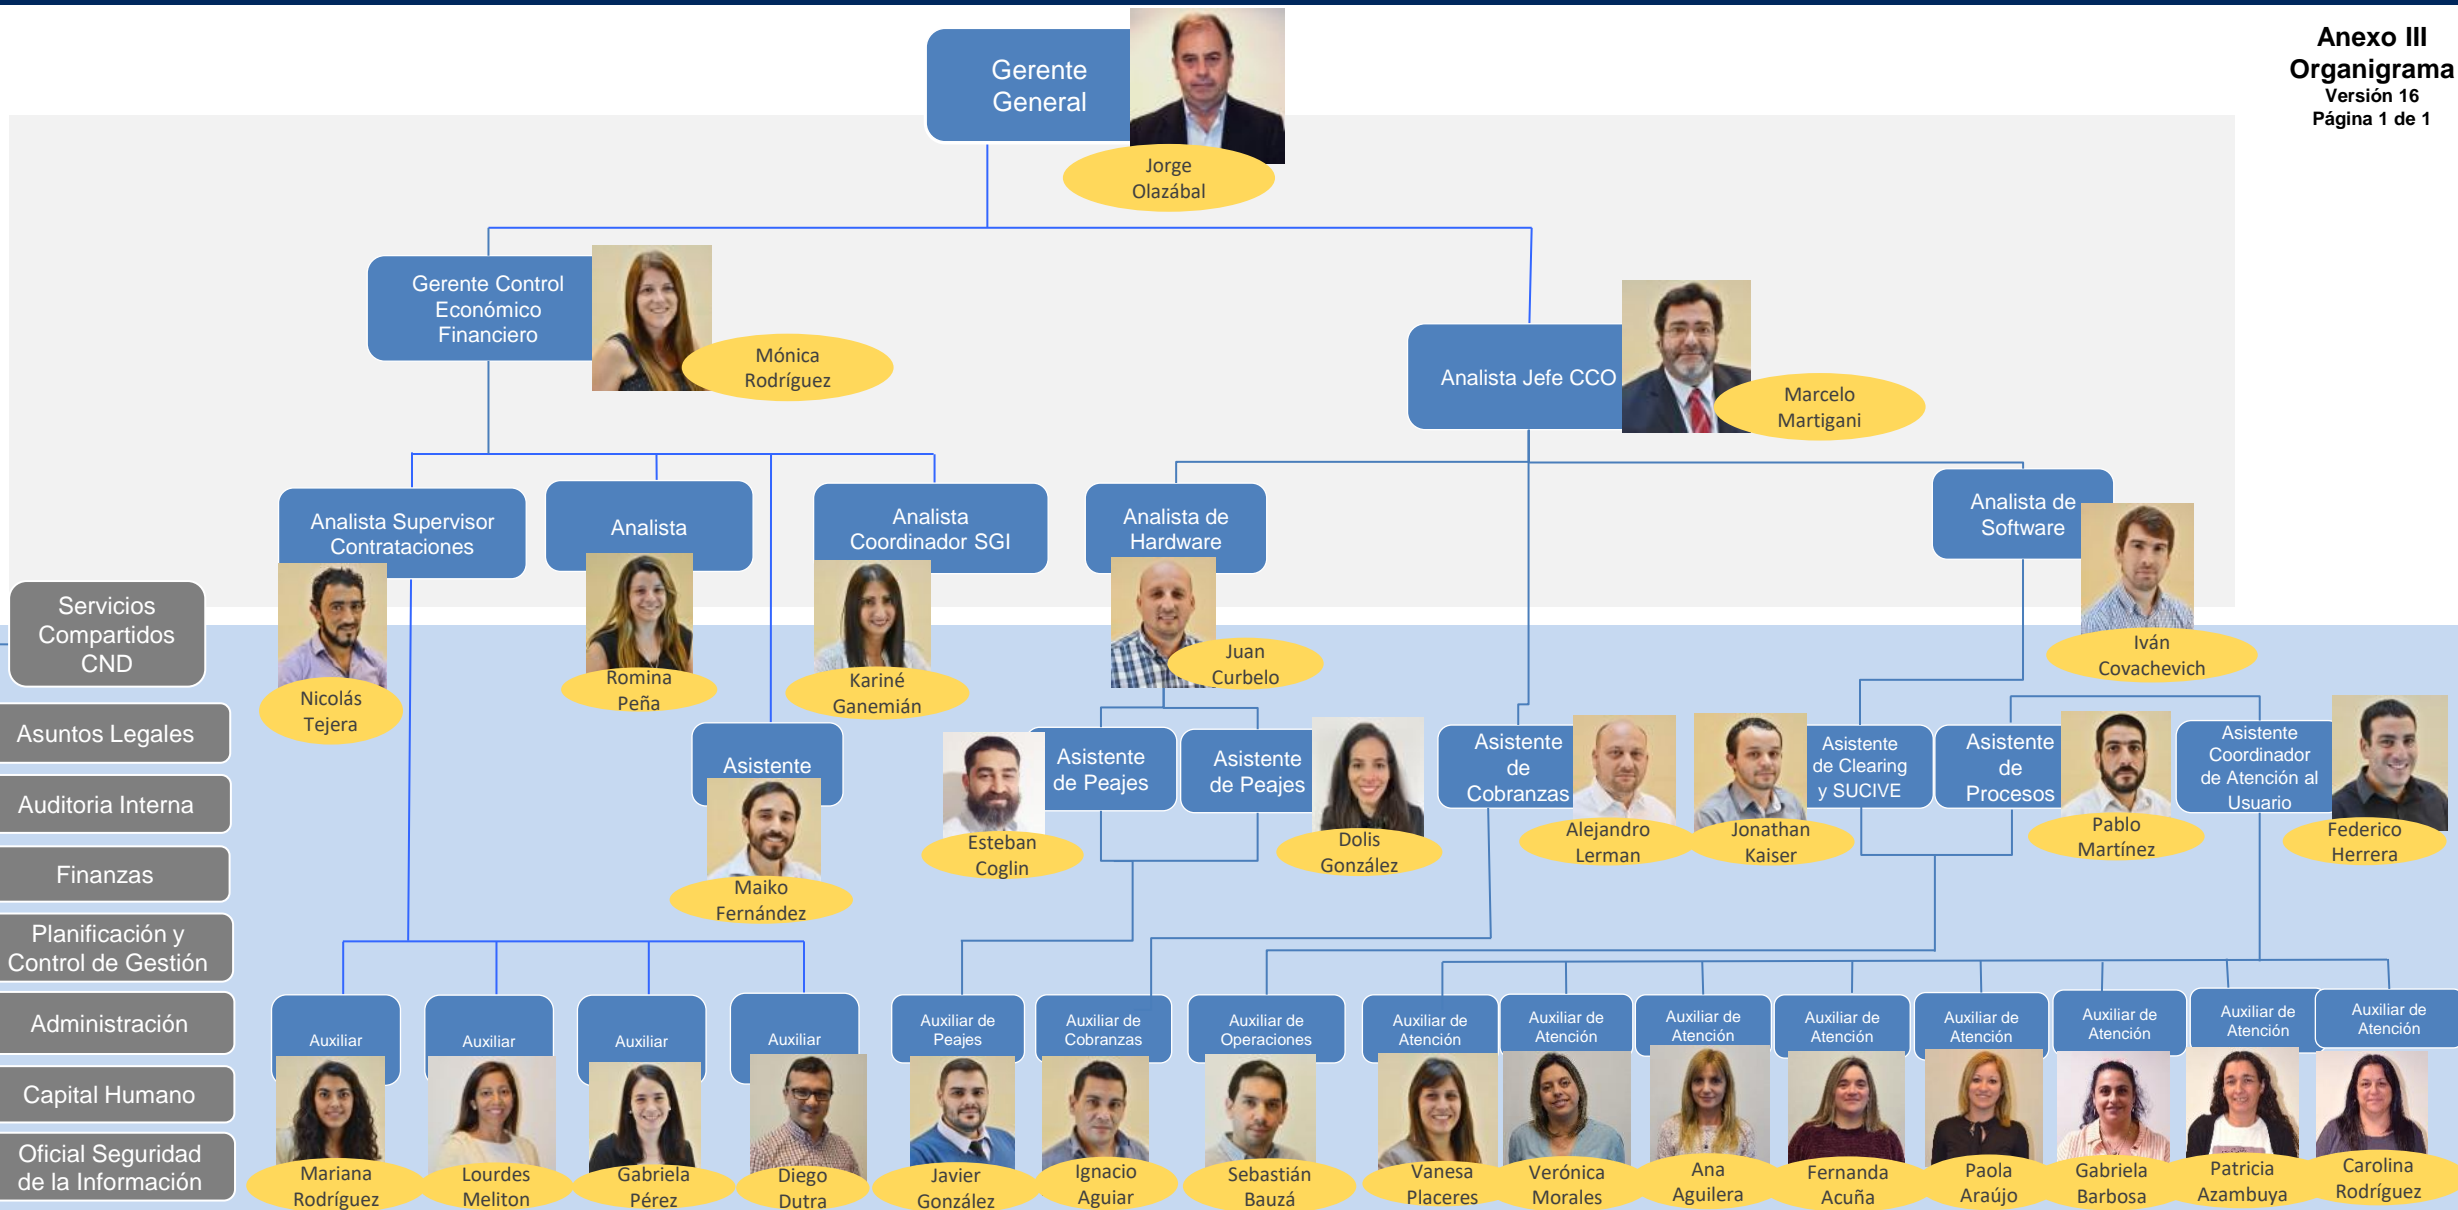 Anexo III
Organigrama
Versión 16
Página 1 de 1
Gerente
General
Jorge
Olazábal
Gerente Control
Económico
Financiero
Mónica
Rodríguez
Analista Jefe CCO
Marcelo
Martigani
Analista Supervisor
Contrataciones
Nicolás
Tejera
Analista
Romina
Peña
Analista
Coordinador SGI
Kariné
Ganemián
Analista de
Hardware
Juan
Curbelo
Analista de
Software
Iván
Covachevich
Servicios
Compartidos
CND
Asuntos Legales
Auditoria Interna
Finanzas
Planificación y
Control de Gestión
Administración
Capital Humano
Oficial Seguridad
de la Información
Asistente
Maiko
Fernández
Esteban
Coglin
Asistente
de Peajes
Asistente
de Peajes
Dolis
González
Asistente
de
Cobranzas
Alejandro
Lerman
Jonathan
Kaiser
Asistente
de Clearing
y SUCIVE
Asistente
de
Procesos
Pablo
Martínez
Asistente
Coordinador
de Atención al
Usuario
Federico
Herrera
Auxiliar
Mariana
Rodríguez
Auxiliar
Lourdes
Meliton
Auxiliar
Gabriela
Pérez
Auxiliar
Diego
Dutra
Auxiliar de
Peajes
Javier
González
Auxiliar de
Cobranzas
Ignacio
Aguiar
Auxiliar de
Operaciones
Sebastián
Bauzá
Auxiliar de
Atención
Vanesa
Placeres
Auxiliar de
Atención
Verónica
Morales
Auxiliar de
Atención
Ana
Aguilera
Auxiliar de
Atención
Fernanda
Acuña
Auxiliar de
Atención
Paola
Araújo
Auxiliar de
Atención
Gabriela
Barbosa
Auxiliar de
Atención
Patricia
Azambuya
Auxiliar de
Atención
Carolina
Rodríguez